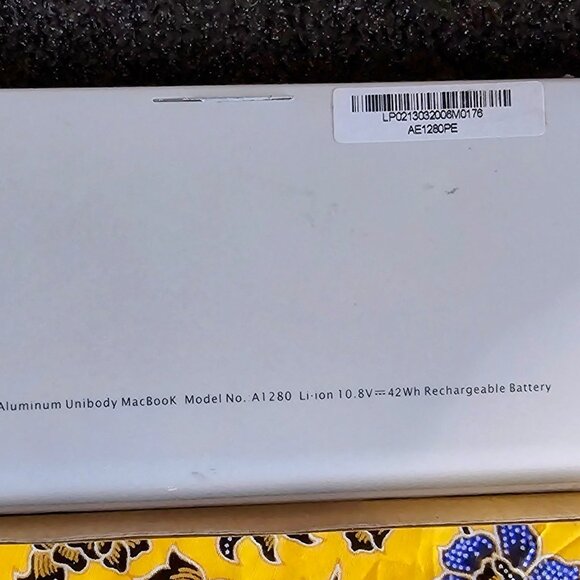 LP0213032006M0176
AE1280PE
Aluminum Unibody MacBooK Model No. A1280 Li-ion 10.8V⎓42Wh Rechargeable Battery